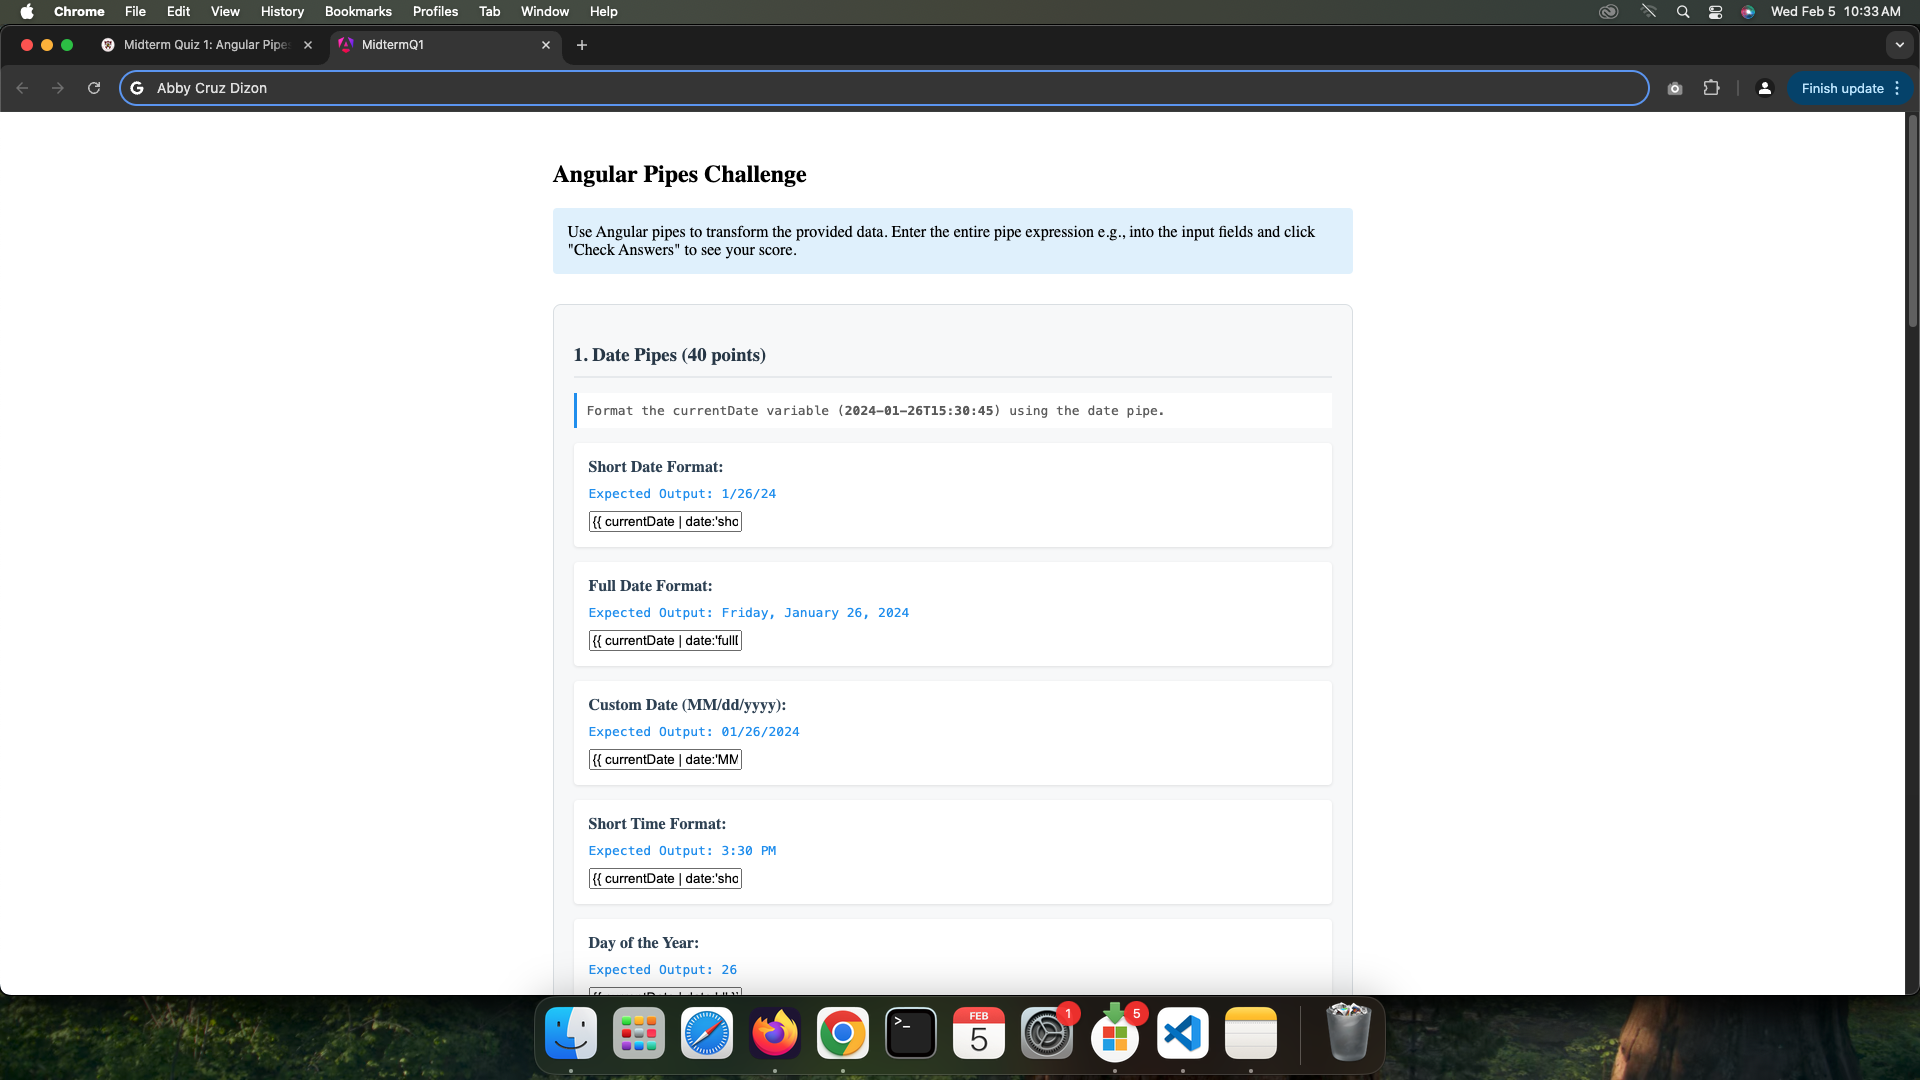 Chrome File Edit View History Bookmarks Profiles Tab Window Help Wed Feb 5 10:33 AM
Midterm Quiz 1: Angular Pipe
MidtermQ1
Abby Cruz Dizon
Finish update
Angular Pipes Challenge
Use Angular pipes to transform the provided data. Enter the entire pipe expression e.g., into the input fields and click
"Check Answers" to see your score.
1. Date Pipes (40 points)
Format the currentDate variable (2024-01-26T15:30:45) using the date pipe.
Short Date Format:
Expected Output: 1/26/24
{{ currentDate | date:'sho
Full Date Format:
Expected Output: Friday, January 26, 2024
{{ currentDate | date:'full
Custom Date (MM/dd/yyyy):
Expected Output: 01/26/2024
{{ currentDate | date:'MM
Short Time Format:
Expected Output: 3:30 PM
{{ currentDate | date:'sho
Day of the Year:
Expected Output: 26
>_
FEB
5
1
5